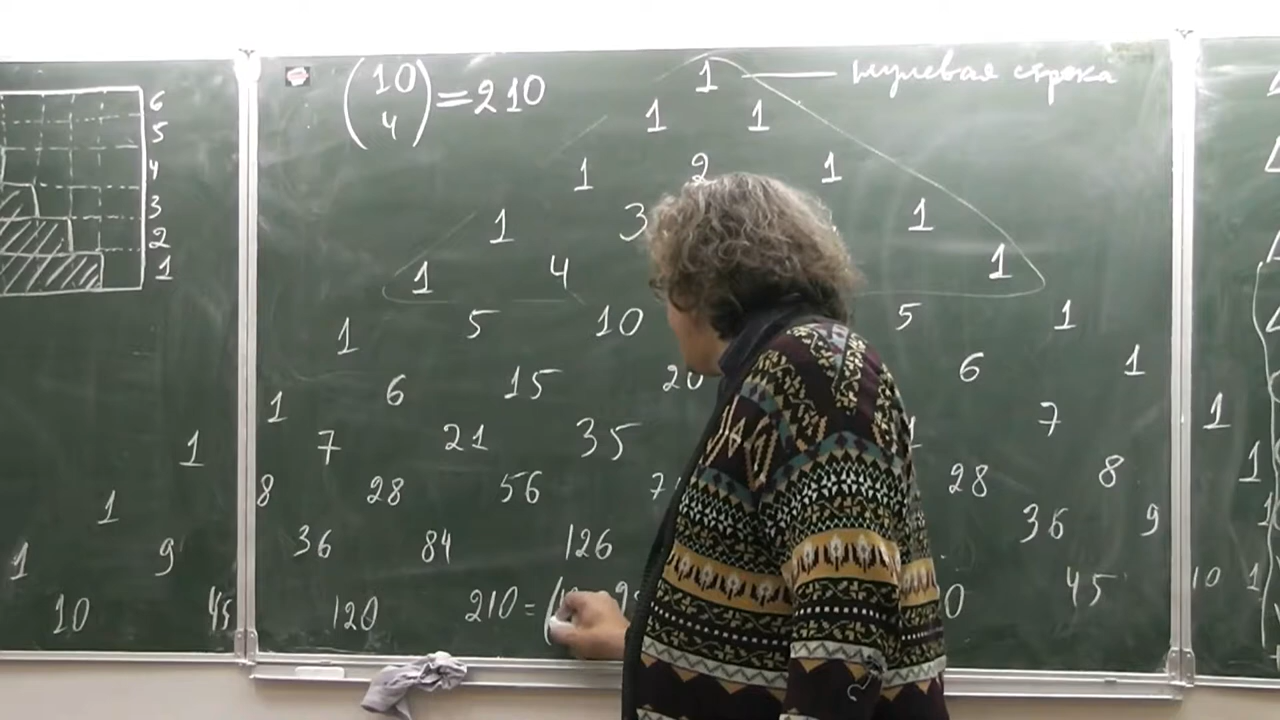 6
5
4
3
2
1
(10 4) = 210
1 — нулевая строка
1 1
1 2 1
1 3 1
1 4 1
1 5 10 5 1
1 6 15 20 6 1
1 7 21 35 7 1
1 8 28 56 28 8 1
1 9 36 84 126 36 9 1
10 45 120 210 = 45 10 1